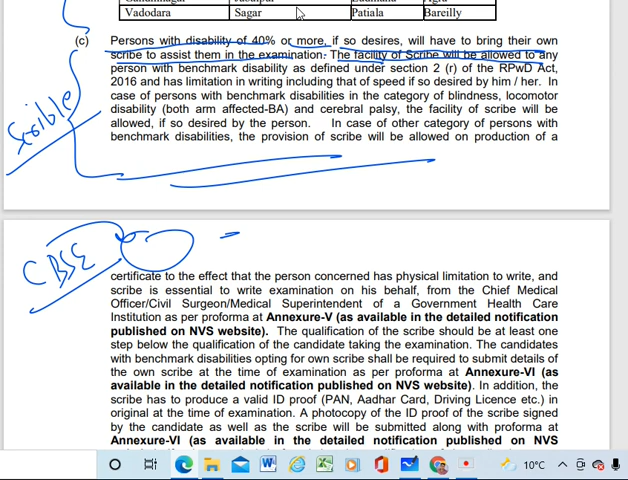 Vadodara Sagar Patiala Bareilly
(c) Persons with disability of 40% or more, if so desires, will have to bring their own
scribe to assist them in the examination. The facility of Scribe will be allowed to any
person with benchmark disability as defined under section 2 (r) of the RPwD Act,
2016 and has limitation in writing including that of speed if so desired by him / her. In
case of persons with benchmark disabilities in the category of blindness, locomotor
disability (both arm affected-BA) and cerebral palsy, the facility of scribe will be
allowed, if so desired by the person. In case of other category of persons with
benchmark disabilities, the provision of scribe will be allowed on production of a
CBSE
certificate to the effect that the person concerned has physical limitation to write, and
scribe is essential to write examination on his behalf, from the Chief Medical
Officer/Civil Surgeon/Medical Superintendent of a Government Health Care
Institution as per proforma at Annexure-V (as available in the detailed notification
published on NVS website). The qualification of the scribe should be at least one
step below the qualification of the candidate taking the examination. The candidates
with benchmark disabilities opting for own scribe shall be required to submit details of
the own scribe at the time of examination as per proforma at Annexure-VI (as
available in the detailed notification published on NVS website). In addition, the
scribe has to produce a valid ID proof (PAN, Aadhar Card, Driving Licence etc.) in
original at the time of examination. A photocopy of the ID proof of the scribe signed
by the candidate as well as the scribe will be submitted along with proforma at
Annexure-VI (as available in the detailed notification published on NVS
10°C